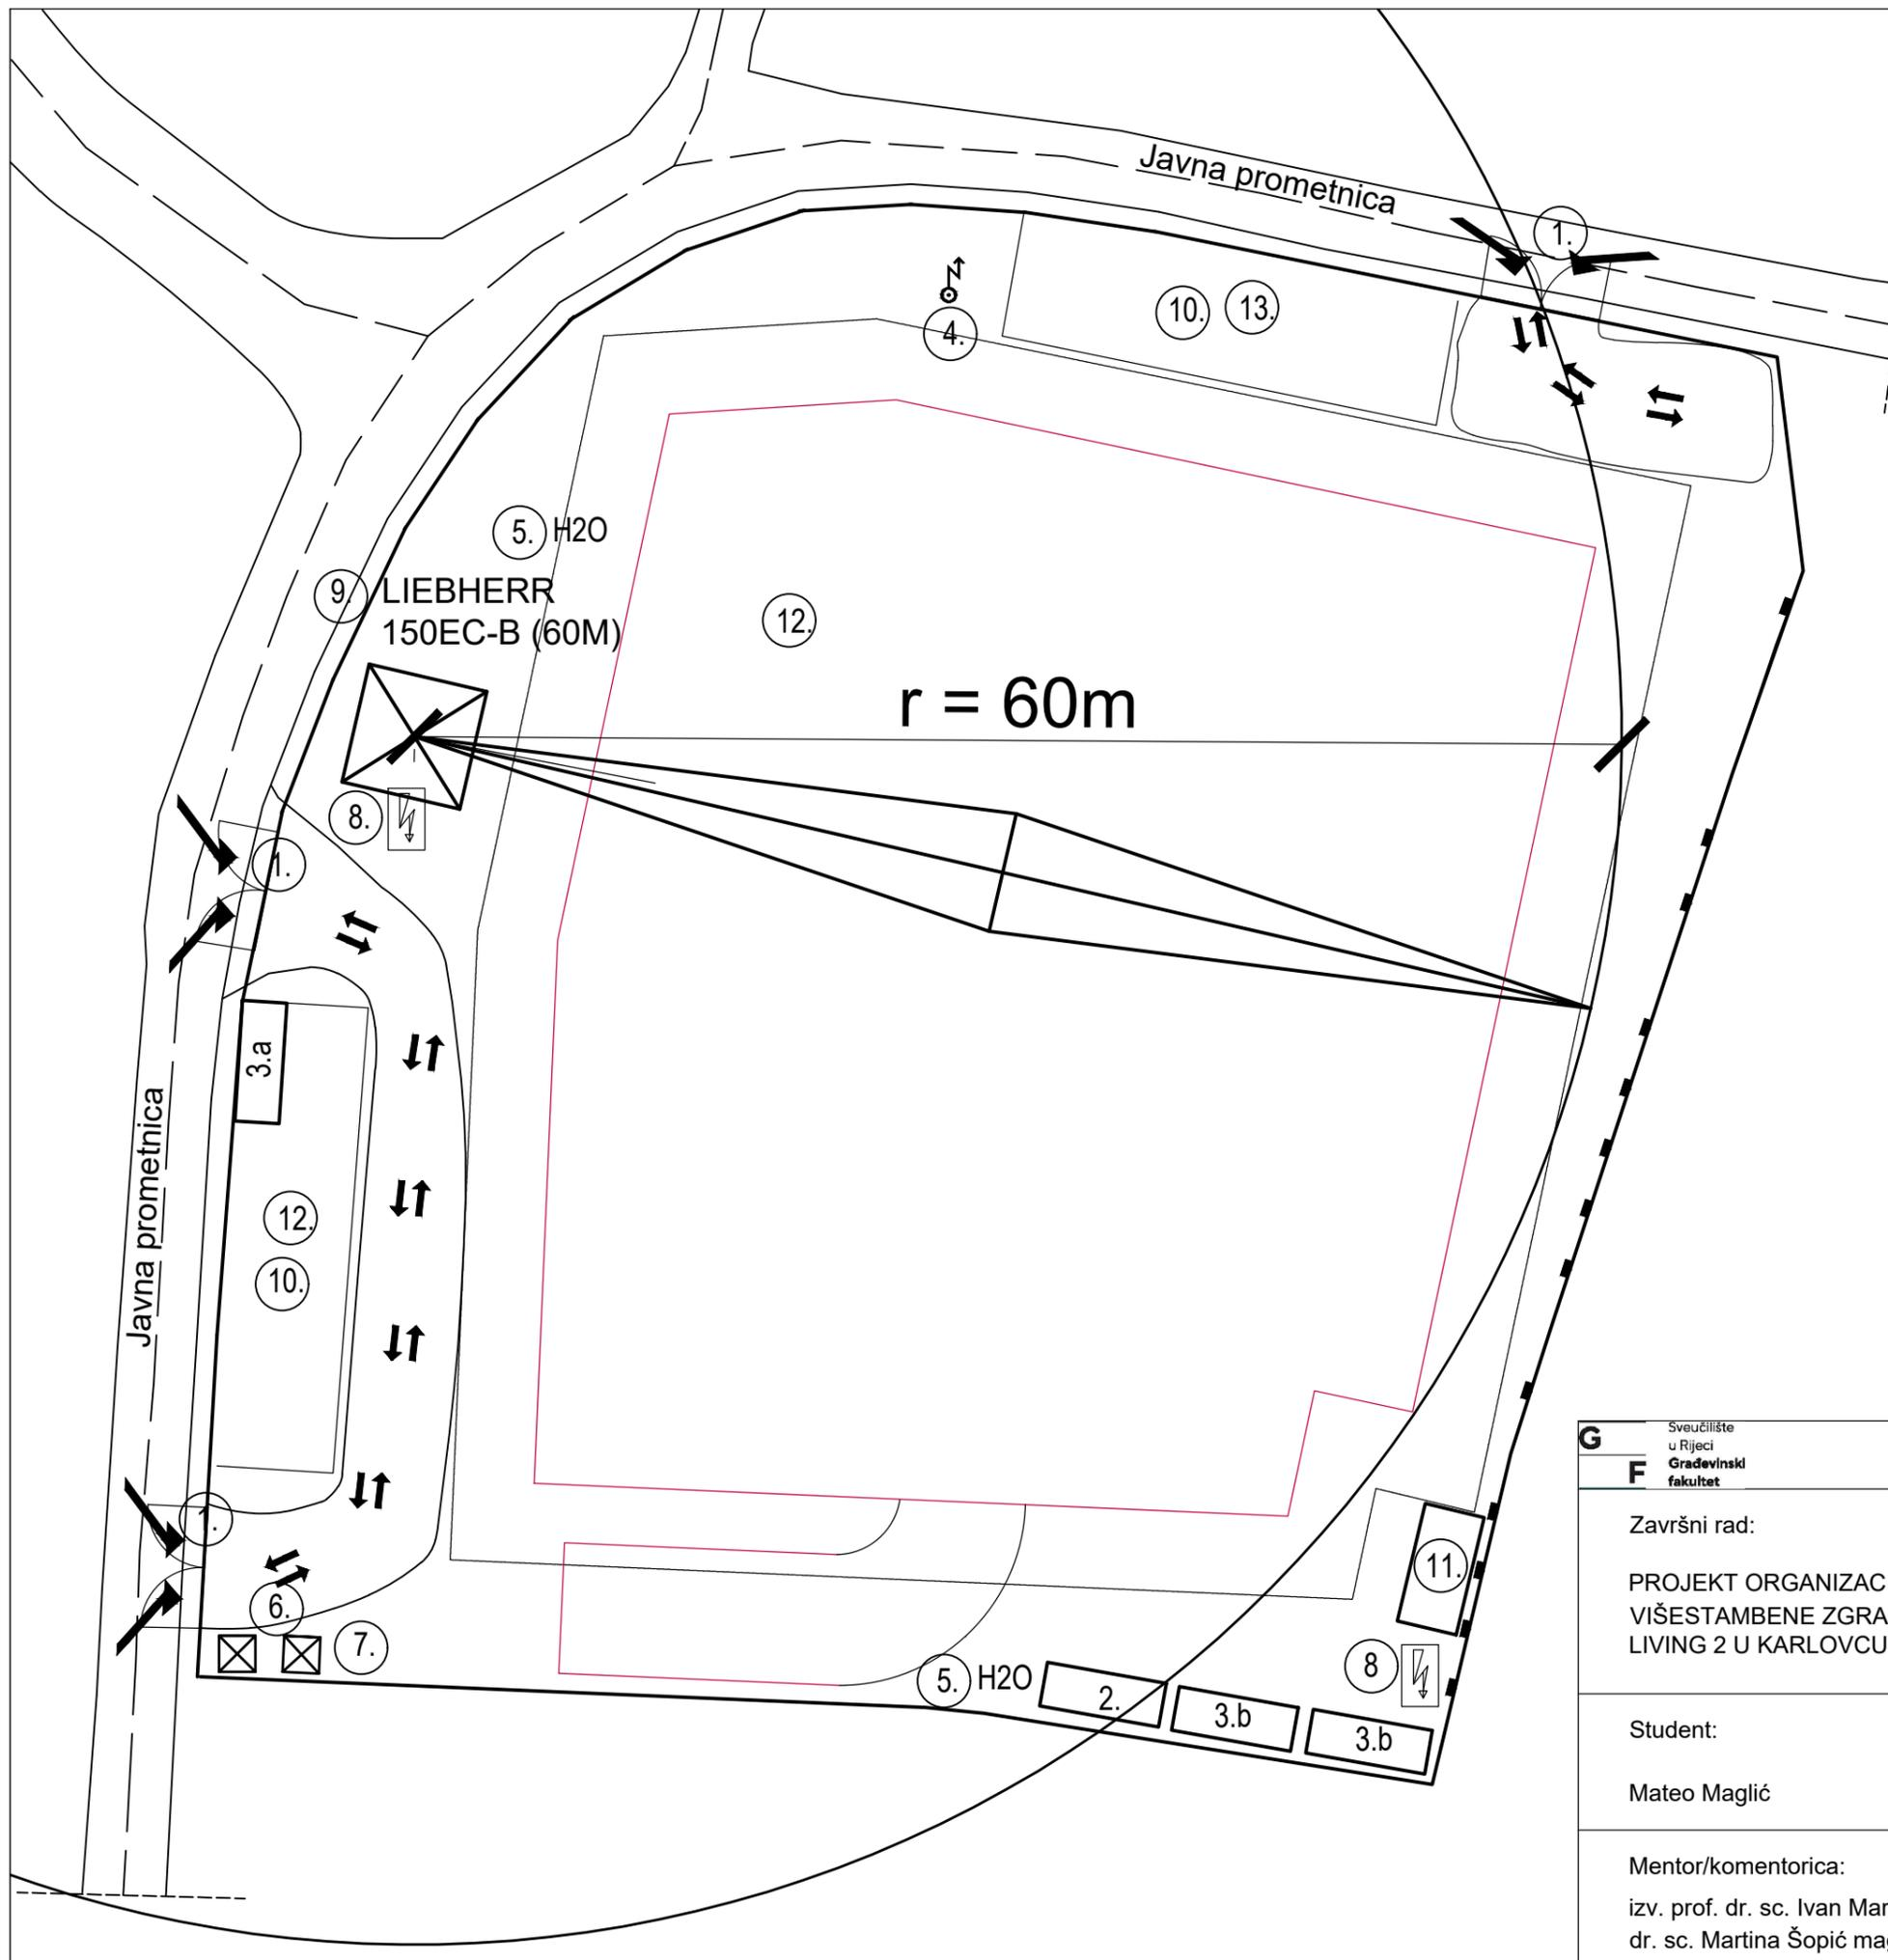 Javna prometnica
1.
10.
13.
4.
5.
H2O
9.
LIEBHERR
150EC-B (60M)
12.
r = 60m
8.
1.
3.a
Javna prometnica
12.
10.
1.
6.
7.
11.
8
5.
H2O
2.
3.b
3.b
G
F
Sveučilište
u Rijeci
Građevinski
fakultet
Završni rad:
PROJEKT ORGANIZAC
VIŠESTAMBENE ZGRA
LIVING 2 U KARLOVCU
Student:
Mateo Maglić
Mentor/komentorica:
izv. prof. dr. sc. Ivan Mar
dr. sc. Martina Šopić mag